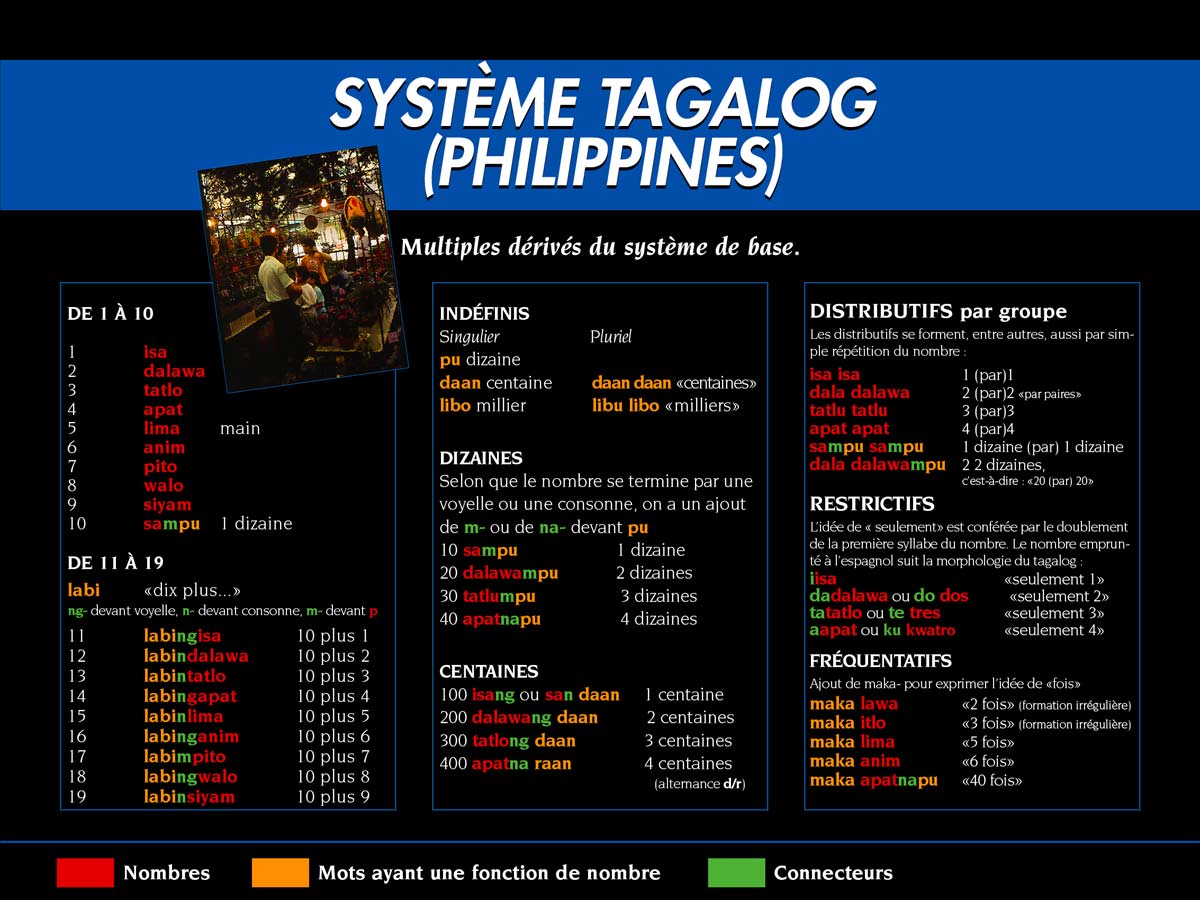 SYSTÈME TAGALOG
(PHILIPPINES)
Multiples dérivés du système de base.
DE 1 À 10
1 isa
2 dalawa
3 tatlo
4 apat
5 lima main
6 anim
7 pito
8 walo
9 siyam
10 sampu 1 dizaine
DE 11 À 19
labi «dix plus...»
ng- devant voyelle, n- devant consonne, m- devant p
11 labingisa 10 plus 1
12 labindalawa 10 plus 2
13 labintatlo 10 plus 3
14 labingapat 10 plus 4
15 labinlima 10 plus 5
16 labinganim 10 plus 6
17 labimpito 10 plus 7
18 labingwalo 10 plus 8
19 labinsiyam 10 plus 9
INDÉFINIS
Singulier Pluriel
pu dizaine
daan centaine daan daan «centaines»
libo millier libu libo «milliers»
DIZAINES
Selon que le nombre se termine par une
voyelle ou une consonne, on a un ajout
de m- ou de na- devant pu
10 sampu 1 dizaine
20 dalawampu 2 dizaines
30 tatlumpu 3 dizaines
40 apatnapu 4 dizaines
CENTAINES
100 isang ou san daan 1 centaine
200 dalawang daan 2 centaines
300 tatlong daan 3 centaines
400 apatna raan 4 centaines
(alternance d/r)
DISTRIBUTIFS par groupe
Les distributifs se forment, entre autres, aussi par sim-
ple répétition du nombre :
isa isa 1 (par)1
dala dalawa 2 (par)2 «par paires»
tatlu tatlu 3 (par)3
apat apat 4 (par)4
sampu sampu 1 dizaine (par) 1 dizaine
dala dalawampu 2 2 dizaines,
c'est-à-dire : «20 (par) 20»
RESTRICTIFS
L'idée de « seulement» est conférée par le doublement
de la première syllabe du nombre. Le nombre emprun-
té à l'espagnol suit la morphologie du tagalog :
iisa «seulement 1»
dadalawa ou do dos «seulement 2»
tatatlo ou te tres «seulement 3»
aapat ou ku kwatro «seulement 4»
FRÉQUENTATIFS
Ajout de maka- pour exprimer l'idée de «fois»
maka lawa «2 fois» (formation irrégulière)
maka itlo «3 fois» (formation irrégulière)
maka lima «5 fois»
maka anim «6 fois»
maka apatnapu «40 fois»
Nombres Mots ayant une fonction de nombre Connecteurs